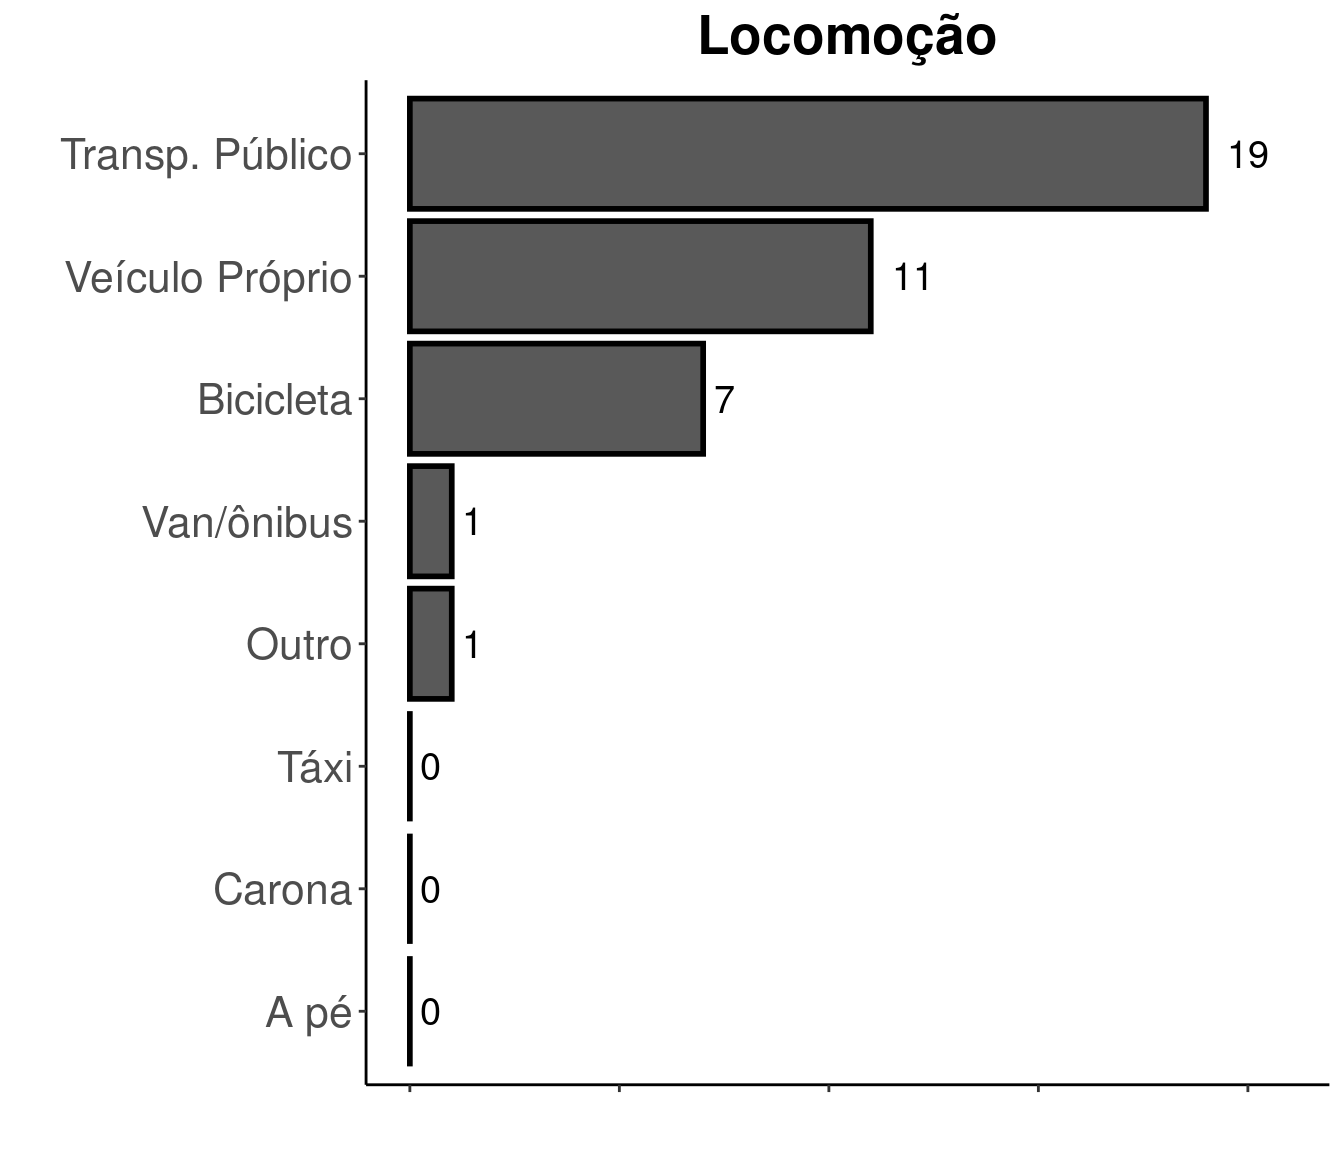 Locomoção
Transp. Público 19
Veículo Próprio 11
Bicicleta 7
Van/ônibus 1
Outro 1
Táxi 0
Carona 0
A pé 0